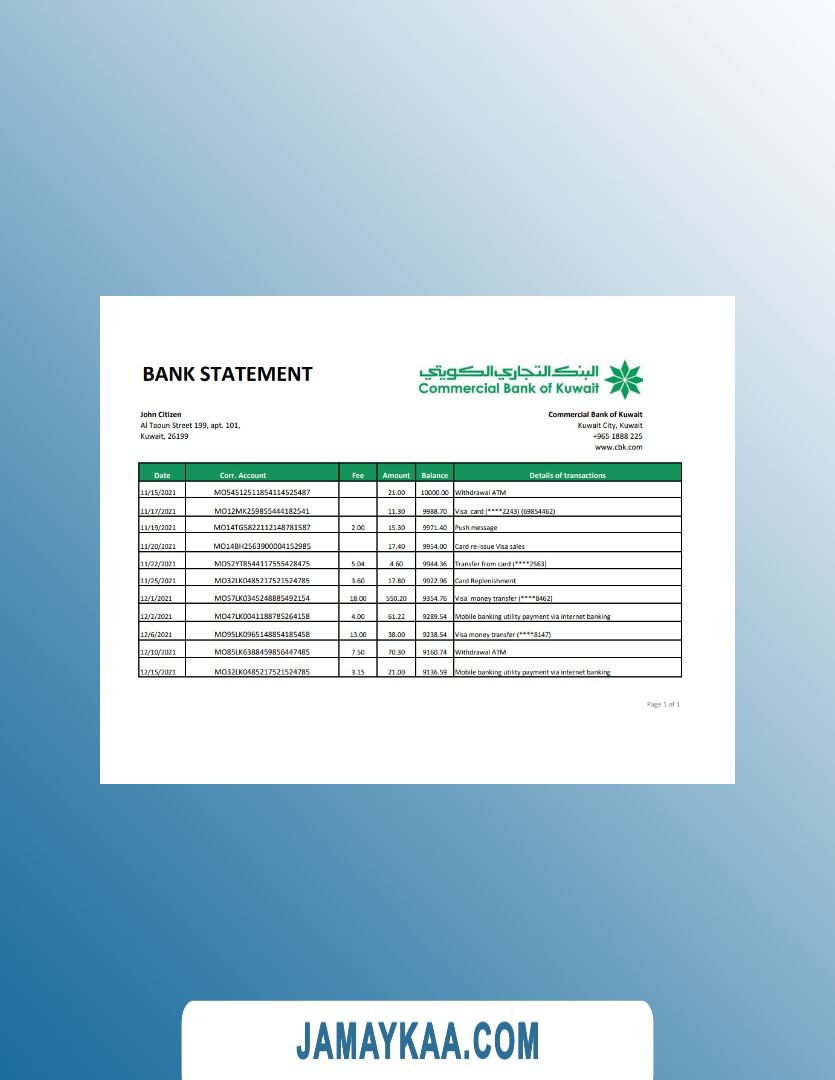 BANK STATEMENT
البنك التجاري الكويتي
Commercial Bank of Kuwait
John Citizen
Al Taoun Street 199, apt. 101,
Kuwait, 26199
Commercial Bank of Kuwait
Kuwait City, Kuwait
+965 1888 225
www.cbk.com
Date Corr. Account Fee Amount Balance Details of transactions
11/15/2021 MO54512511854114525487 21.00 10000.00 Withdrawal ATM
11/17/2021 MO12MK259855444182541 11.30 9988.70 Visa card (****2243) (69854462)
11/19/2021 MO14TG5822112148781587 2.00 15.30 9971.40 Push message
11/20/2021 MO14BH2563900004152985 17.40 9954.00 Card re-issue Visa sales
11/22/2021 MO52YT8544117555428475 5.04 4.60 9944.36 Transfer from card (****2563)
11/25/2021 MO32LK0485217521524785 3.60 17.80 9922.96 Card Replenishment
12/1/2021 MO57LK0345248885492154 18.00 550.20 9354.76 Visa money transfer (****8462)
12/2/2021 MO47LK0041188785264158 4.00 61.22 9289.54 Mobile banking utility payment via internet banking
12/6/2021 MO95LK0965148854185458 13.00 38.00 9238.54 Visa money transfer (****8147)
12/10/2021 MO85LK6388459856447485 7.50 70.30 9160.74 Withdrawal ATM
12/15/2021 MO32LK0485217521524785 3.15 21.00 9136.59 Mobile banking utility payment via internet banking
Page 1 of 1
JAMAYKAA.COM